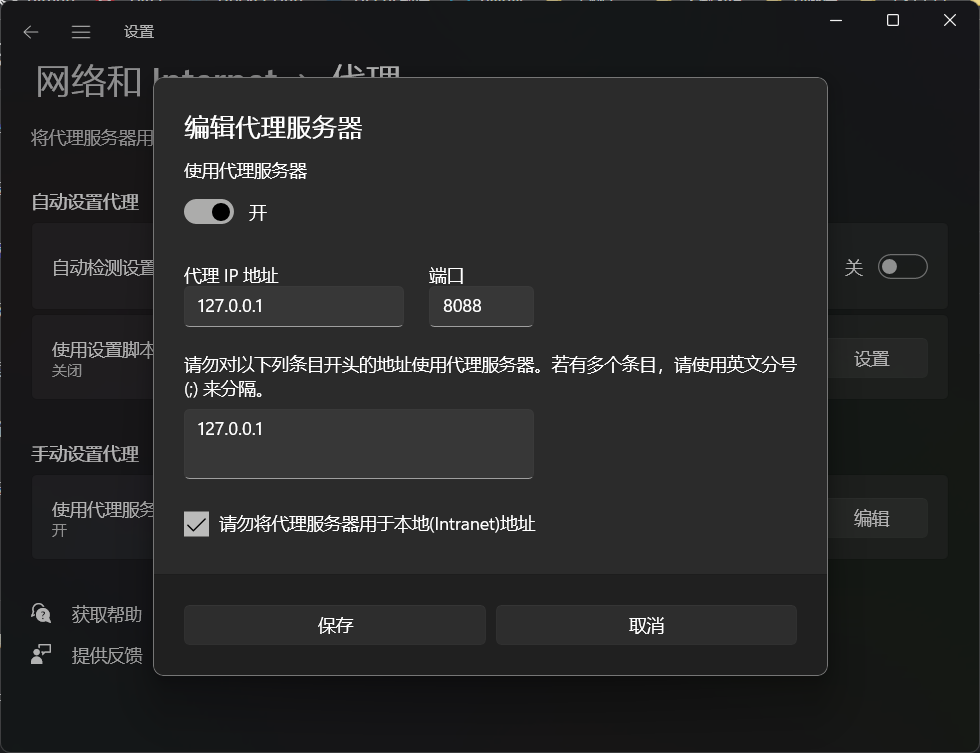 设置
网络和 Internet › 代理
将代理服务器用
自动设置代理
自动检测设置
关
使用设置脚本
关闭
设置
手动设置代理
使用代理服务
开
编辑
获取帮助
提供反馈
编辑代理服务器
使用代理服务器
开
代理 IP 地址
端口
127.0.0.1
8088
请勿对以下列条目开头的地址使用代理服务器。若有多个条目，请使用英文分号
(;) 来分隔。
127.0.0.1
请勿将代理服务器用于本地(Intranet)地址
保存
取消